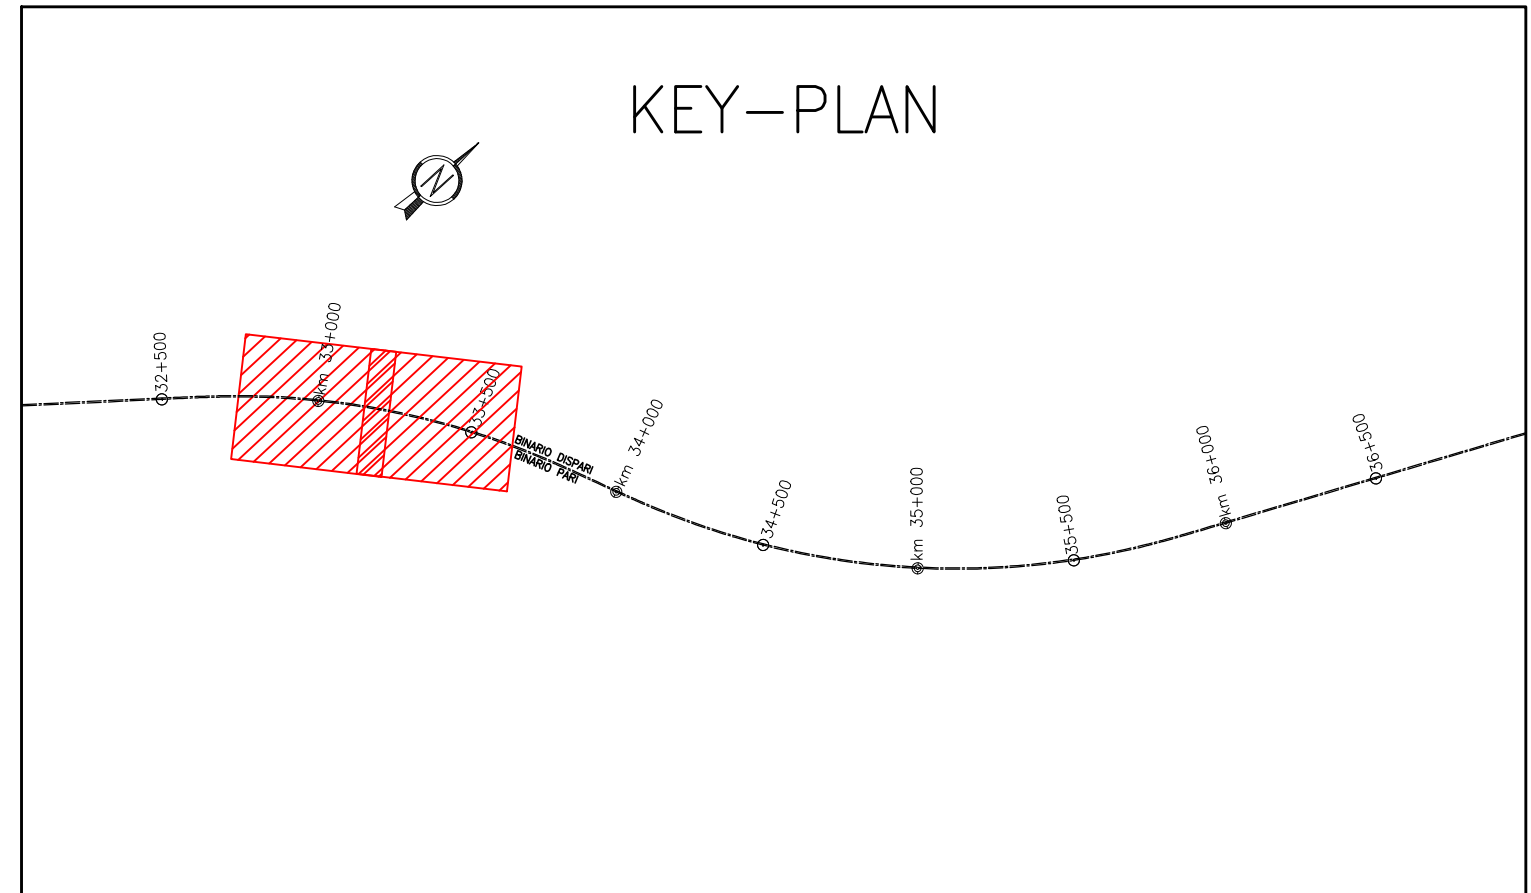 KEY-PLAN
N
32+500
km 33+000
33+500
BINARIO DISPARI
BINARIO PARI
km 34+000
34+500
km 35+000
35+500
km 36+000
36+500